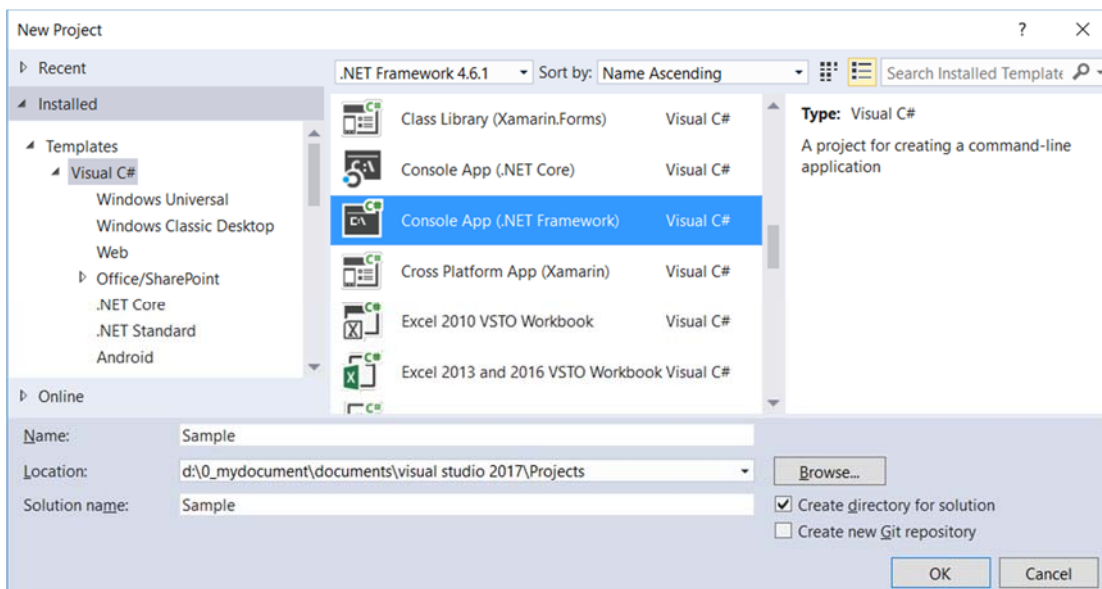 New Project
?
Recent
Installed
Templates
Visual C#
Windows Universal
Windows Classic Desktop
Web
Office/SharePoint
.NET Core
.NET Standard
Android
Online
.NET Framework 4.6.1
Sort by: Name Ascending
Search Installed Template
Class Library (Xamarin.Forms) Visual C#
Console App (.NET Core) Visual C#
Console App (.NET Framework) Visual C#
Cross Platform App (Xamarin) Visual C#
Excel 2010 VSTO Workbook Visual C#
Excel 2013 and 2016 VSTO Workbook Visual C#
Type: Visual C#
A project for creating a command-line
application
Name: Sample
Location: d:\0_mydocument\documents\visual studio 2017\Projects
Browse...
Solution name: Sample
Create directory for solution
Create new Git repository
OK
Cancel